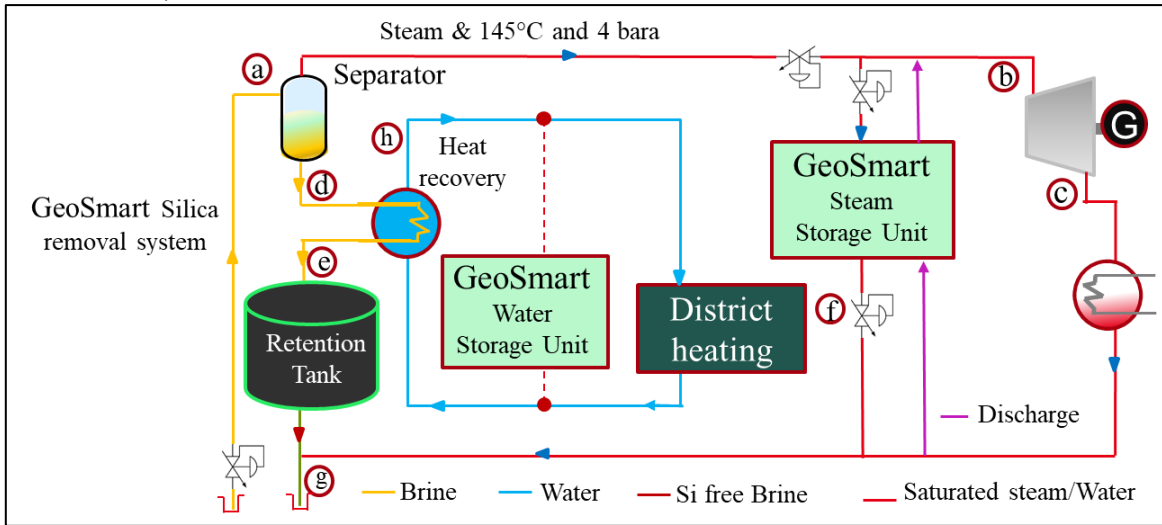 Steam & 145°C and 4 bara
a
Separator
b
G
h
Heat
recovery
d
GeoSmart
Steam
Storage Unit
c
GeoSmart Silica
removal system
e
GeoSmart
Water
Storage Unit
District
heating
f
Retention
Tank
Discharge
g
Brine
Water
Si free Brine
Saturated steam/Water